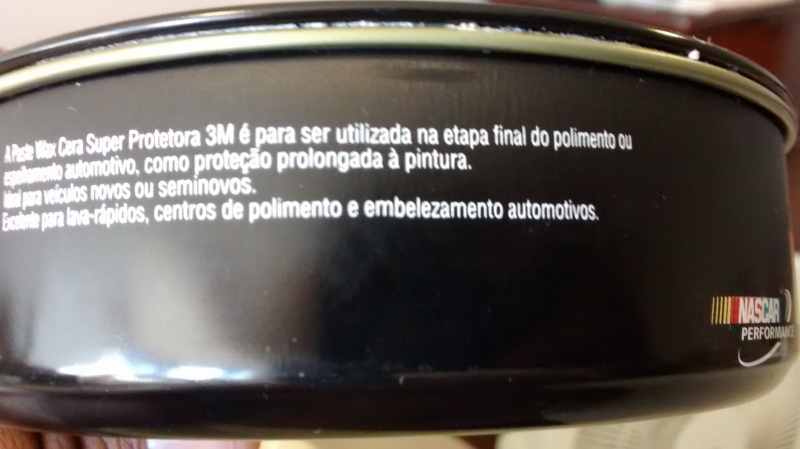 A Paste Wax Cera Super Protetora 3M é para ser utilizada na etapa final do polimento ou
espelhamento automotivo, como proteção prolongada à pintura.
Ideal para veículos novos ou seminovos.
Excelente para lava-rápidos, centros de polimento e embelezamento automotivos.
NASCAR
PERFORMANCE